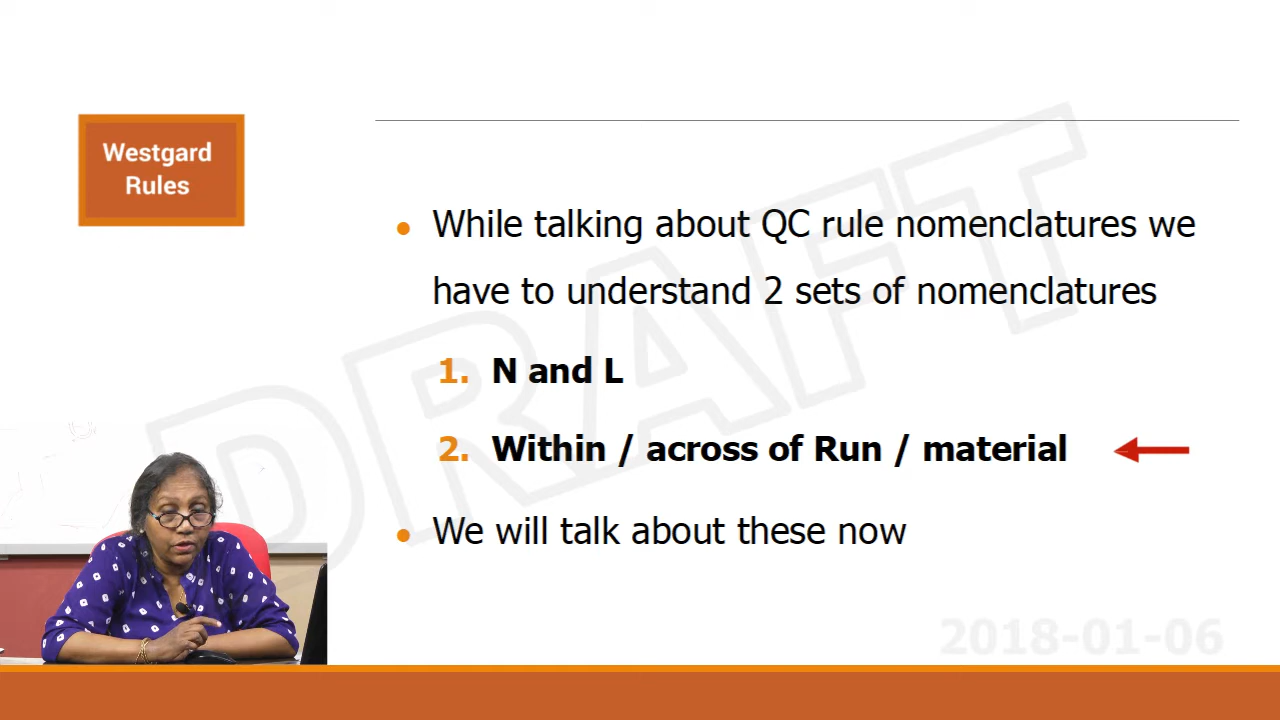 Westgard
Rules
While talking about QC rule nomenclatures we
have to understand 2 sets of nomenclatures
1. N and L
2. Within / across of Run / material
We will talk about these now
DRAFT
2018-01-06